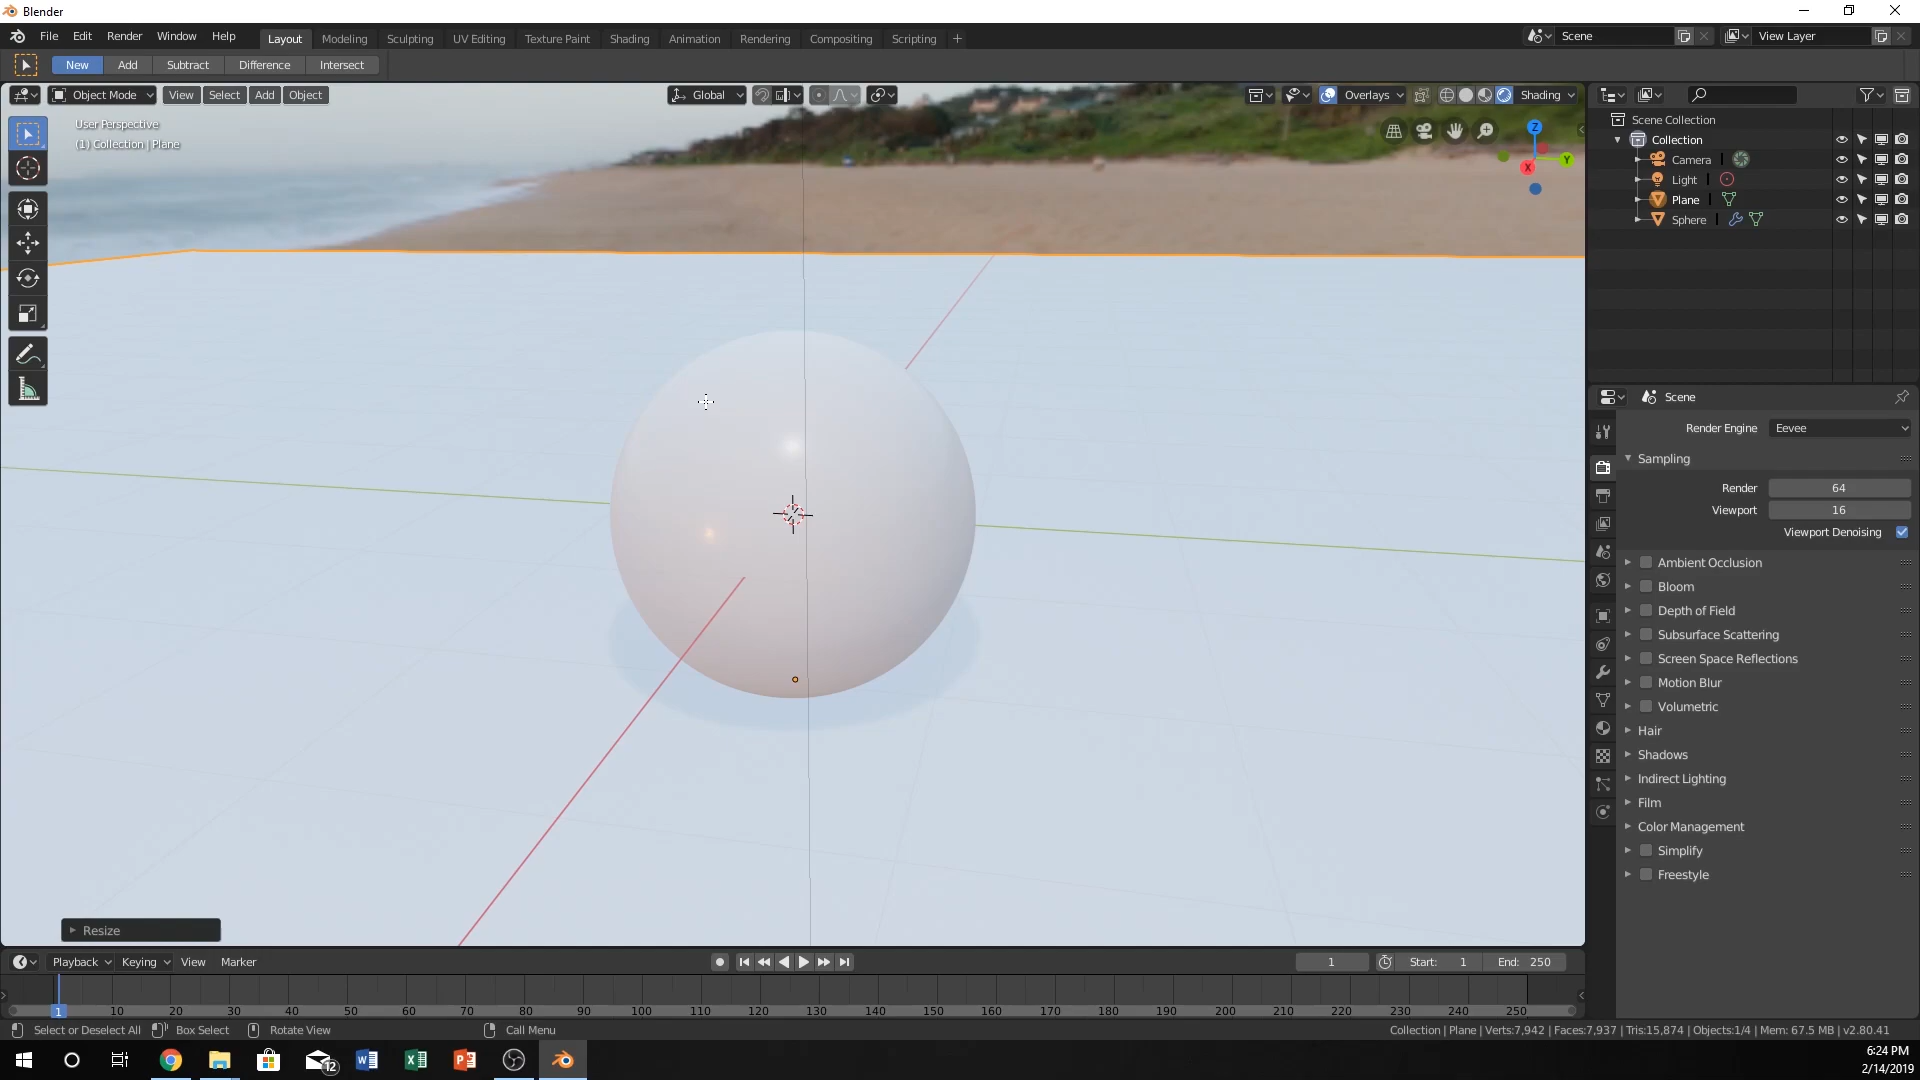 Blender
File Edit Render Window Help Layout Modeling Sculpting UV Editing Texture Paint Shading Animation Rendering Compositing Scripting + Scene View Layer
New Add Subtract Difference Intersect
Object Mode View Select Add Object Global Overlays Shading
User Perspective
(1) Collection | Plane
Z
Y
X
Scene Collection
Collection
Camera
Light
Plane
Sphere
Scene
Render Engine Eevee
Sampling
Render 64
Viewport 16
Viewport Denoising
Ambient Occlusion
Bloom
Depth of Field
Subsurface Scattering
Screen Space Reflections
Motion Blur
Volumetric
Hair
Shadows
Indirect Lighting
Film
Color Management
Simplify
Freestyle
Resize
Playback Keying View Marker 1 Start: 1 End: 250
1 10 20 30 40 50 60 70 80 90 100 110 120 130 140 150 160 170 180 190 200 210 220 230 240 250
Select or Deselect All Box Select Rotate View Call Menu Collection | Plane | Verts:7,942 | Faces:7,937 | Tris:15,874 | Objects:1/4 | Mem: 67.5 MB | v2.80.41
12
6:24 PM
2/14/2019